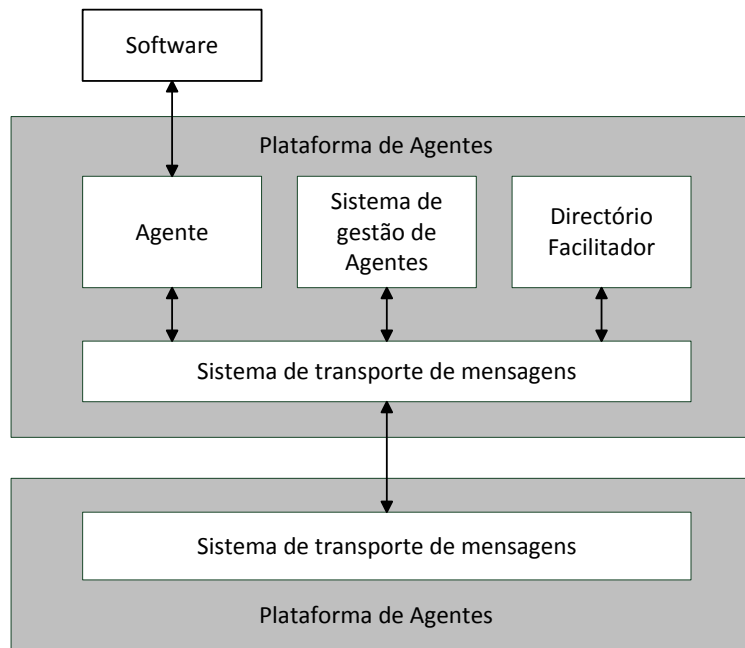 Software
Plataforma de Agentes
Agente
Sistema de
gestão de
Agentes
Directório
Facilitador
Sistema de transporte de mensagens
Sistema de transporte de mensagens
Plataforma de Agentes